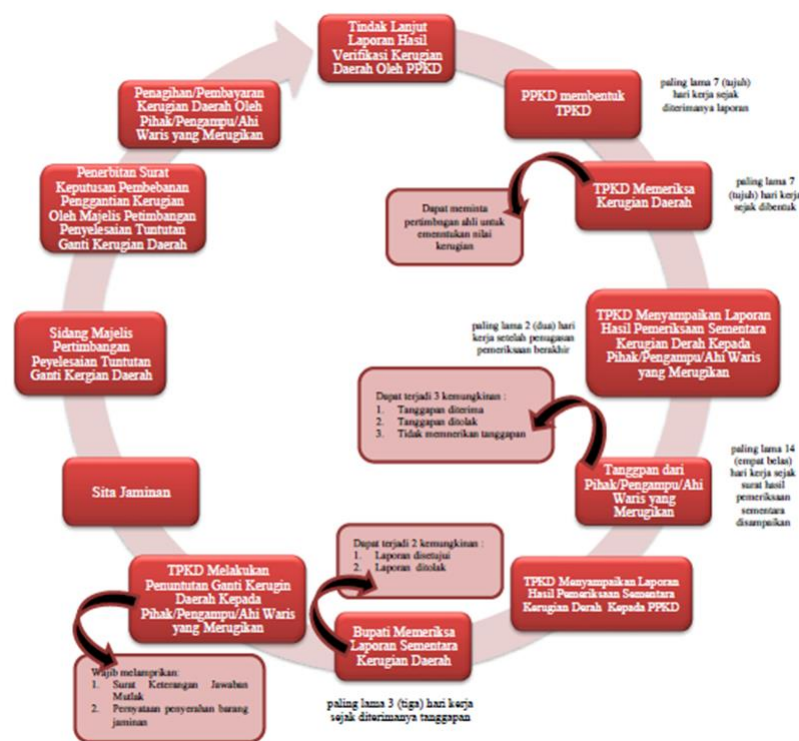 Tindak Lanjut
Laporan Hasil
Verifikasi Kerugian
Daerah Oleh PPKD
PPKD membentuk
TPKD
paling lama 7 (tujuh)
hari kerja sejak
diterimanya laporan
TPKD Memeriksa
Kerugian Daerah
paling lama 7
(tujuh) hari kerja
sejak dibentuk
Dapat meminta
pertimbangan ahli untuk
ementukan nilai
kerugian
TPKD Menyampaikan Laporan
Hasil Pemeriksaan Sementara
Kerugian Derah Kepada
Pihak/Pengampu/Ahi Waris
yang Merugikan
paling lama 2 (dua) hari
kerja setelah penugasan
pemeriksaan berakhir
Tanggpan dari
Pihak/Pengampu/Ahi
Waris yang
Merugikan
paling lama 14
(empat belas)
hari kerja sejak
surat hasil
pemeriksaan
sementara
disampaikan
Dapat terjadi 3 kemungkinan :
1. Tanggapan diterima
2. Tanggapan ditolak
3. Tidak memnerikan tanggapan
TPKD Menyampaikan Laporan
Hasil Pemeriksaan Sementara
Kerugian Derah Kepada PPKD
Bupati Memeriksa
Laporan Sementara
Kerugian Daerah
paling lama 3 (tiga) hari kerja
sejak diterimanya tanggapan
Dapat terjadi 2 kemungkinan :
1. Laporan disetujui
2. Laporan ditolak
TPKD Melakukan
Penuntutan Ganti Kerugin
Daerah Kepada
Pihak/Pengampu/Ahi Waris
yang Merugikan
Wajib melamprikan:
1. Surat Keterangan Jawaban
Mutlak
2. Pernyataan penyerahan barang
jaminan
Sita Jaminan
Sidang Majelis
Pertimbangan
Peyelesaian Tuntutan
Ganti Kergian Daerah
Penerbitan Surat
Keputusan Pembebanan
Penggantian Kerugian
Oleh Majelis Petimbangan
Penyelesaian Tuntutan
Ganti Kerugian Daerah
Penagihan/Pembayaran
Kerugian Daerah Oleh
Pihak/Pengampu/Ahi
Waris yang Merugikan